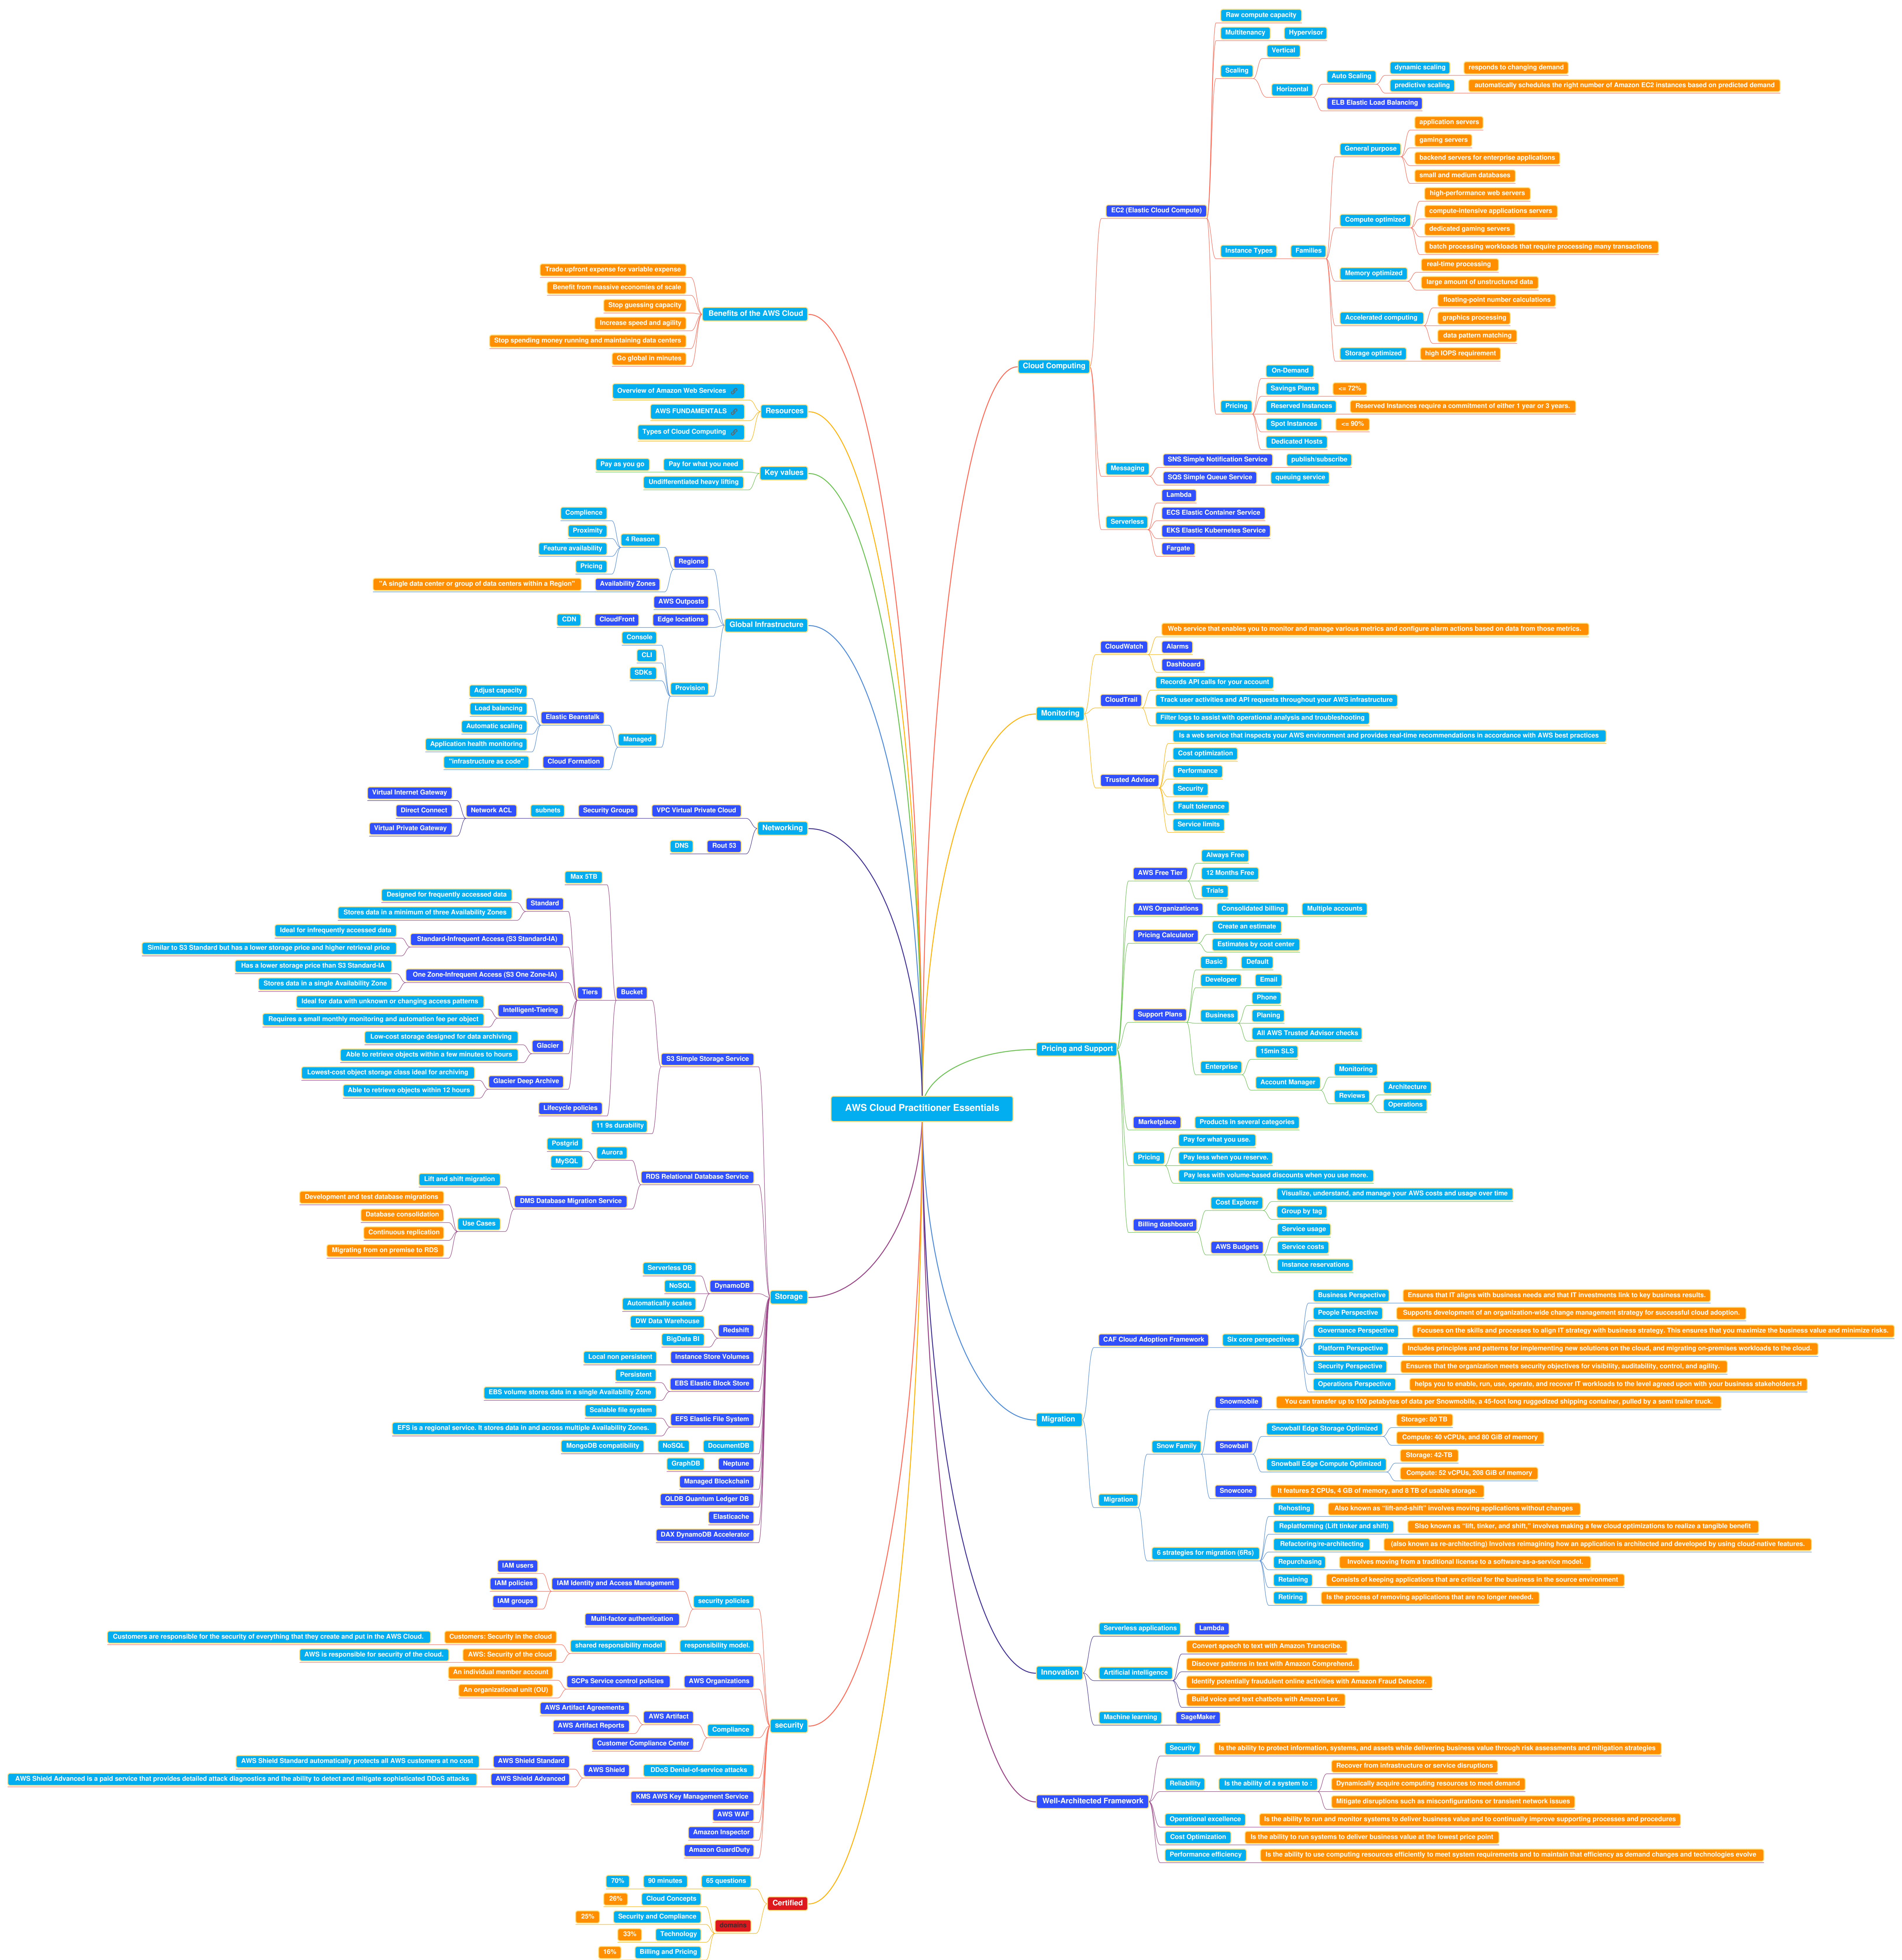 AWS Cloud Practitioner Essentials
Cloud Computing
EC2 (Elastic Cloud Compute)
Raw compute capacity
Multitenancy
Hypervisor
Scaling
Vertical
Horizontal
Auto Scaling
dynamic scaling
responds to changing demand
predictive scaling
automatically schedules the right number of Amazon EC2 instances based on predicted demand
ELB Elastic Load Balancing
Instance Types
Families
General purpose
application servers
gaming servers
backend servers for enterprise applications
small and medium databases
Compute optimized
high-performance web servers
compute-intensive applications servers
dedicated gaming servers
batch processing workloads that require processing many transactions
Memory optimized
real-time processing
large amount of unstructured data
Accelerated computing
floating-point number calculations
graphics processing
data pattern matching
Storage optimized
high IOPS requirement
Pricing
On-Demand
Savings Plans
<= 72%
Reserved Instances
Reserved Instances require a commitment of either 1 year or 3 years.
Spot Instances
<= 90%
Dedicated Hosts
Messaging
SNS Simple Notification Service
publish/subscribe
SQS Simple Queue Service
queuing service
Serverless
Lambda
ECS Elastic Container Service
EKS Elastic Kubernetes Service
Fargate
Monitoring
CloudWatch
Web service that enables you to monitor and manage various metrics and configure alarm actions based on data from those metrics.
Alarms
Dashboard
CloudTrail
Records API calls for your account
Track user activities and API requests throughout your AWS infrastructure
Filter logs to assist with operational analysis and troubleshooting
Trusted Advisor
Is a web service that inspects your AWS environment and provides real-time recommendations in accordance with AWS best practices
Cost optimization
Performance
Security
Fault tolerance
Service limits
Pricing and Support
AWS Free Tier
Always Free
12 Months Free
Trials
AWS Organizations
Consolidated billing
Multiple accounts
Pricing Calculator
Create an estimate
Estimates by cost center
Support Plans
Basic
Default
Developer
Email
Business
Phone
Planing
All AWS Trusted Advisor checks
Enterprise
15min SLS
Account Manager
Monitoring
Reviews
Architecture
Operations
Marketplace
Products in several categories
Pricing
Pay for what you use.
Pay less when you reserve.
Pay less with volume-based discounts when you use more.
Billing dashboard
Cost Explorer
Visualize, understand, and manage your AWS costs and usage over time
Group by tag
AWS Budgets
Service usage
Service costs
Instance reservations
Migration
CAF Cloud Adoption Framework
Six core perspectives
Business Perspective
Ensures that IT aligns with business needs and that IT investments link to key business results.
People Perspective
Supports development of an organization-wide change management strategy for successful cloud adoption.
Governance Perspective
Focuses on the skills and processes to align IT strategy with business strategy. This ensures that you maximize the business value and minimize risks.
Platform Perspective
Includes principles and patterns for implementing new solutions on the cloud, and migrating on-premises workloads to the cloud.
Security Perspective
Ensures that the organization meets security objectives for visibility, auditability, control, and agility.
Operations Perspective
helps you to enable, run, use, operate, and recover IT workloads to the level agreed upon with your business stakeholders.H
Migration
Snow Family
Snowmobile
You can transfer up to 100 petabytes of data per Snowmobile, a 45-foot long ruggedized shipping container, pulled by a semi trailer truck.
Snowball
Snowball Edge Storage Optimized
Storage: 80 TB
Compute: 40 vCPUs, and 80 GiB of memory
Snowball Edge Compute Optimized
Storage: 42-TB
Compute: 52 vCPUs, 208 GiB of memory
Snowcone
It features 2 CPUs, 4 GB of memory, and 8 TB of usable storage.
6 strategies for migration (6Rs)
Rehosting
Also known as "lift-and-shift" involves moving applications without changes
Replatforming (Lift tinker and shift)
Slso known as "lift, tinker, and shift," involves making a few cloud optimizations to realize a tangible benefit
Refactoring/re-architecting
(also known as re-architecting) involves reimagining how an application is architected and developed by using cloud-native features.
Repurchasing
Involves moving from a traditional license to a software-as-a-service model.
Retaining
Consists of keeping applications that are critical for the business in the source environment
Retiring
Is the process of removing applications that are no longer needed.
Innovation
Serverless applications
Lambda
Artificial intelligence
Convert speech to text with Amazon Transcribe.
Discover patterns in text with Amazon Comprehend.
Identify potentially fraudulent online activities with Amazon Fraud Detector.
Build voice and text chatbots with Amazon Lex.
Machine learning
SageMaker
Well-Architected Framework
Security
Is the ability to protect information, systems, and assets while delivering business value through risk assessments and mitigation strategies
Reliability
Is the ability of a system to :
Recover from infrastructure or service disruptions
Dynamically acquire computing resources to meet demand
Mitigate disruptions such as misconfigurations or transient network issues
Operational excellence
Is the ability to run and monitor systems to deliver business value and to continually improve supporting processes and procedures
Cost Optimization
Is the ability to run systems to deliver business value at the lowest price point
Performance efficiency
Is the ability to use computing resources efficiently to meet system requirements and to maintain that efficiency as demand changes and technologies evolve
Benefits of the AWS Cloud
Trade upfront expense for variable expense
Benefit from massive economies of scale
Stop guessing capacity
Increase speed and agility
Stop spending money running and maintaining data centers
Go global in minutes
Resources
Overview of Amazon Web Services
AWS FUNDAMENTALS
Types of Cloud Computing
Key values
Pay for what you need
Pay as you go
Undifferentiated heavy lifting
Global Infrastructure
Regions
4 Reason
Complience
Proximity
Feature availability
Pricing
Availability Zones
"A single data center or group of data centers within a Region"
AWS Outposts
Edge locations
CloudFront
CDN
Provision
Console
CLI
SDKs
Managed
Elastic Beanstalk
Adjust capacity
Load balancing
Automatic scaling
Application health monitoring
Cloud Formation
"infrastructure as code"
Networking
VPC Virtual Private Cloud
Security Groups
subnets
Network ACL
Virtual Internet Gateway
Direct Connect
Virtual Private Gateway
Rout 53
DNS
Storage
S3 Simple Storage Service
Bucket
Max 5TB
Tiers
Standard
Designed for frequently accessed data
Stores data in a minimum of three Availability Zones
Standard-Infrequent Access (S3 Standard-IA)
Ideal for infrequently accessed data
Similar to S3 Standard but has a lower storage price and higher retrieval price
One Zone-Infrequent Access (S3 One Zone-IA)
Has a lower storage price than S3 Standard-IA
Stores data in a single Availability Zone
Intelligent-Tiering
Ideal for data with unknown or changing access patterns
Requires a small monthly monitoring and automation fee per object
Glacier
Low-cost storage designed for data archiving
Able to retrieve objects within a few minutes to hours
Glacier Deep Archive
Lowest-cost object storage class ideal for archiving
Able to retrieve objects within 12 hours
Lifecycle policies
11 9s durability
RDS Relational Database Service
Aurora
Postgrid
MySQL
DMS Database Migration Service
Lift and shift migration
Use Cases
Development and test database migrations
Database consolidation
Continuous replication
Migrating from on premise to RDS
DynamoDB
Serverless DB
NoSQL
Automatically scales
Redshift
DW Data Warehouse
BigData BI
Instance Store Volumes
Local non persistent
EBS Elastic Block Store
Persistent
EBS volume stores data in a single Availability Zone
EFS Elastic File System
Scalable file system
EFS is a regional service. It stores data in and across multiple Availability Zones.
DocumentDB
NoSQL
MongoDB compatibility
Neptune
GraphDB
Managed Blockchain
QLDB Quantum Ledger DB
Elasticache
DAX DynamoDB Accelerator
security
security policies
IAM Identity and Access Management
IAM users
IAM policies
IAM groups
Multi-factor authentication
responsibility model.
shared responsibility model
Customers: Security in the cloud
Customers are responsible for the security of everything that they create and put in the AWS Cloud.
AWS: Security of the cloud
AWS is responsible for security of the cloud.
AWS Organizations
SCPs Service control policies
An individual member account
An organizational unit (OU)
Compliance
AWS Artifact
AWS Artifact Agreements
AWS Artifact Reports
Customer Compliance Center
DDoS Denial-of-service attacks
AWS Shield
AWS Shield Standard
AWS Shield Standard automatically protects all AWS customers at no cost
AWS Shield Advanced
AWS Shield Advanced is a paid service that provides detailed attack diagnostics and the ability to detect and mitigate sophisticated DDoS attacks
KMS AWS Key Management Service
AWS WAF
Amazon Inspector
Amazon GuardDuty
Certified
65 questions
90 minutes
70%
domains
Cloud Concepts
26%
Security and Compliance
25%
Technology
33%
Billing and Pricing
16%